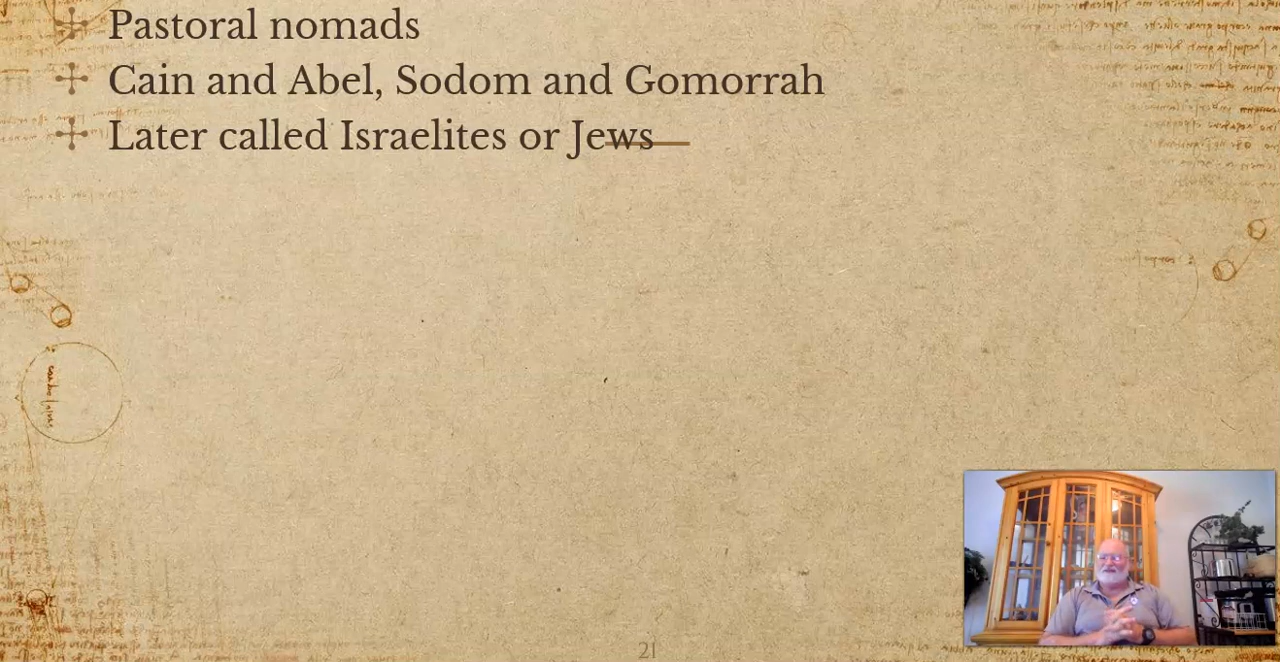 Pastoral nomads
Cain and Abel, Sodom and Gomorrah
Later called Israelites or Jews
21